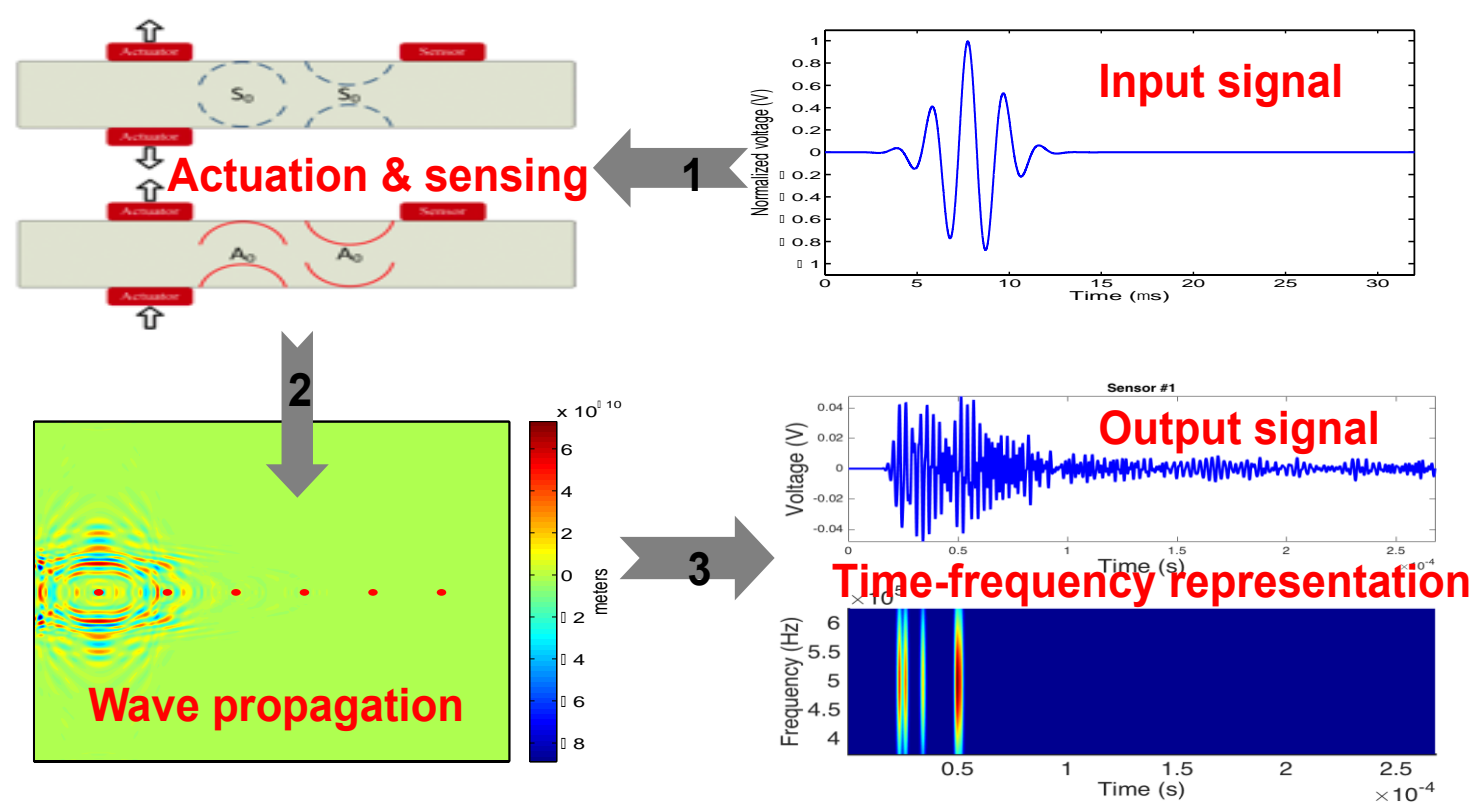 Actuator
Sensor
S₀
S₀
Actuator
Actuation & sensing
Actuator
Sensor
A₀
A₀
Actuator
1
Input signal
Normalized voltage (V)
1
0.8
0.6
0.4
0.2
0
0.2
0.4
0.6
0.8
1
0
5
10
15
20
25
30
Time (ms)
2
x 10 10
6
4
2
0
2
4
6
8
meters
Wave propagation
3
Sensor #1
Output signal
Voltage (V)
0.04
0.02
0
-0.02
-0.04
0
0.5
1
1.5
2
2.5
Time (s)
×10⁻⁴
Time-frequency representation
×10⁵
Frequency (Hz)
6
5.5
5
4.5
4
0.5
1
1.5
2
2.5
Time (s)
×10⁻⁴